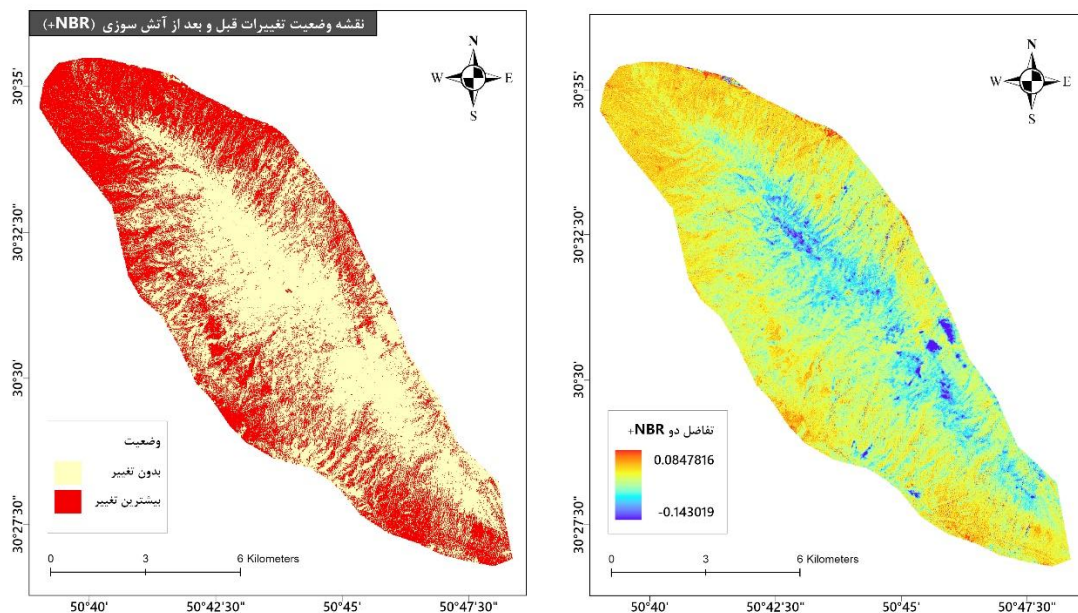 نقشه وضعیت تغییرات قبل و بعد از آتش سوزی (NBR+)
N
W E
S
30°35'
30°32'30"
30°30'
30°27'30"
وضعیت
بدون تغییر
بیشترین تغییر
0 3 6 Kilometers
50°40' 50°42'30" 50°45' 50°47'30"
N
W E
S
30°35'
30°32'30"
30°30'
30°27'30"
تفاضل دو NBR+
0.0847816
-0.143019
0 3 6 Kilometers
50°40' 50°42'30" 50°45' 50°47'30"